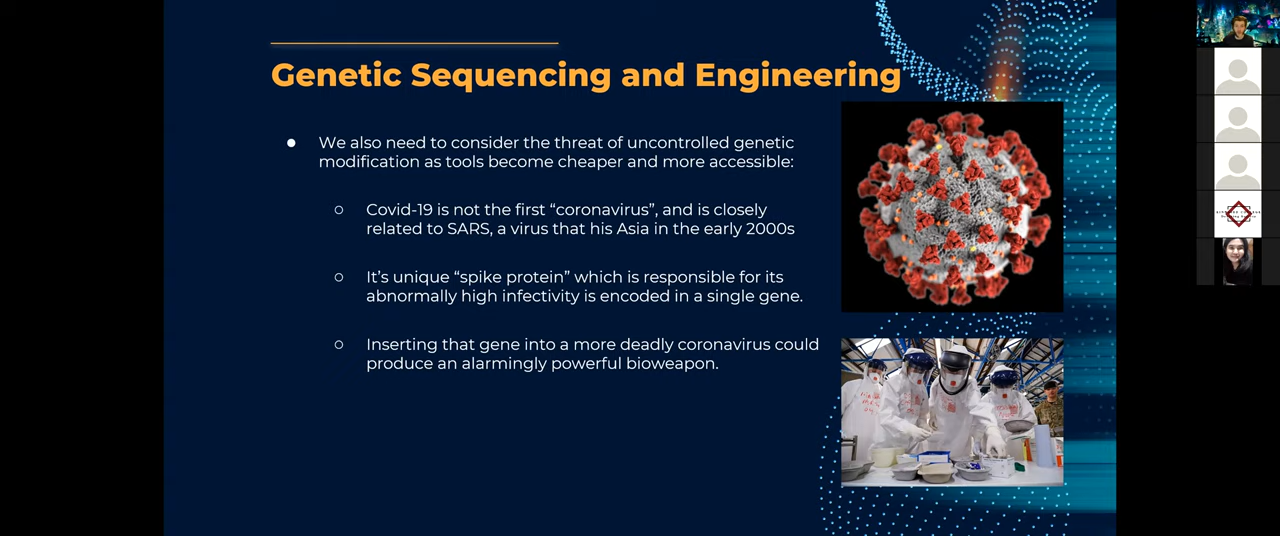 Genetic Sequencing and Engineering
We also need to consider the threat of uncontrolled genetic
modification as tools become cheaper and more accessible:
Covid-19 is not the first “coronavirus”, and is closely
related to SARS, a virus that his Asia in the early 2000s
It’s unique “spike protein” which is responsible for its
abnormally high infectivity is encoded in a single gene.
Inserting that gene into a more deadly coronavirus could
produce an alarmingly powerful bioweapon.